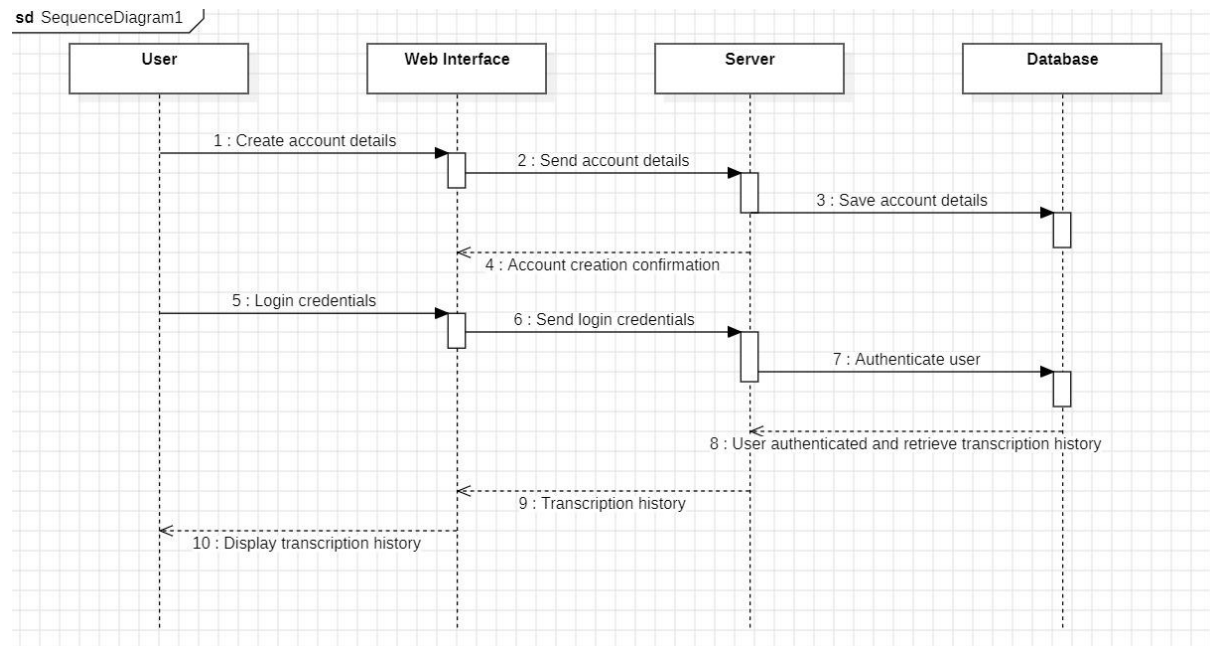 sd SequenceDiagram1
User
Web Interface
Server
Database
1 : Create account details
2 : Send account details
3 : Save account details
4 : Account creation confirmation
5 : Login credentials
6 : Send login credentials
7 : Authenticate user
8 : User authenticated and retrieve transcription history
9 : Transcription history
10 : Display transcription history